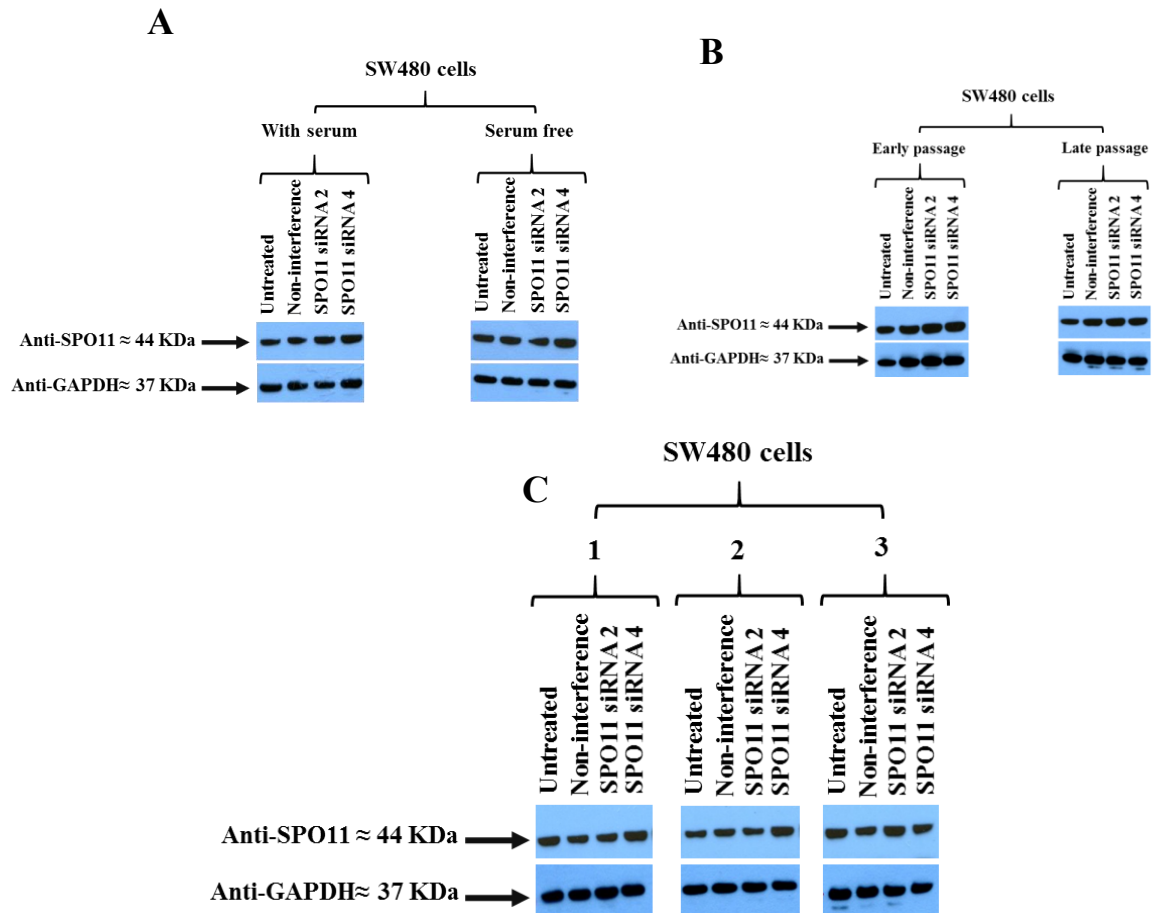 A
SW480 cells
With serum
Serum free
Untreated
Non-interference
SPO11 siRNA 2
SPO11 siRNA 4
Untreated
Non-interference
SPO11 siRNA 2
SPO11 siRNA 4
Anti-SPO11 ≈ 44 KDa
Anti-GAPDH≈ 37 KDa
B
SW480 cells
Early passage
Late passage
Untreated
Non-interference
SPO11 siRNA 2
SPO11 siRNA 4
Untreated
Non-interference
SPO11 siRNA 2
SPO11 siRNA 4
Anti-SPO11 ≈ 44 KDa
Anti-GAPDH≈ 37 KDa
C
SW480 cells
1
2
3
Untreated
Non-interference
SPO11 siRNA 2
SPO11 siRNA 4
Untreated
Non-interference
SPO11 siRNA 2
SPO11 siRNA 4
Untreated
Non-interference
SPO11 siRNA 2
SPO11 siRNA 4
Anti-SPO11 ≈ 44 KDa
Anti-GAPDH≈ 37 KDa